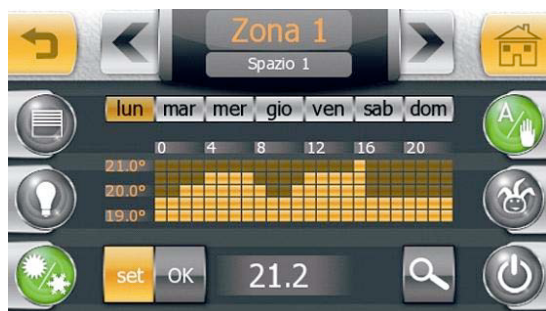 Zona 1
Spazio 1
lun mar mer gio ven sab dom
0 4 8 12 16 20
21.0°
20.0°
19.0°
A
set OK 21.2